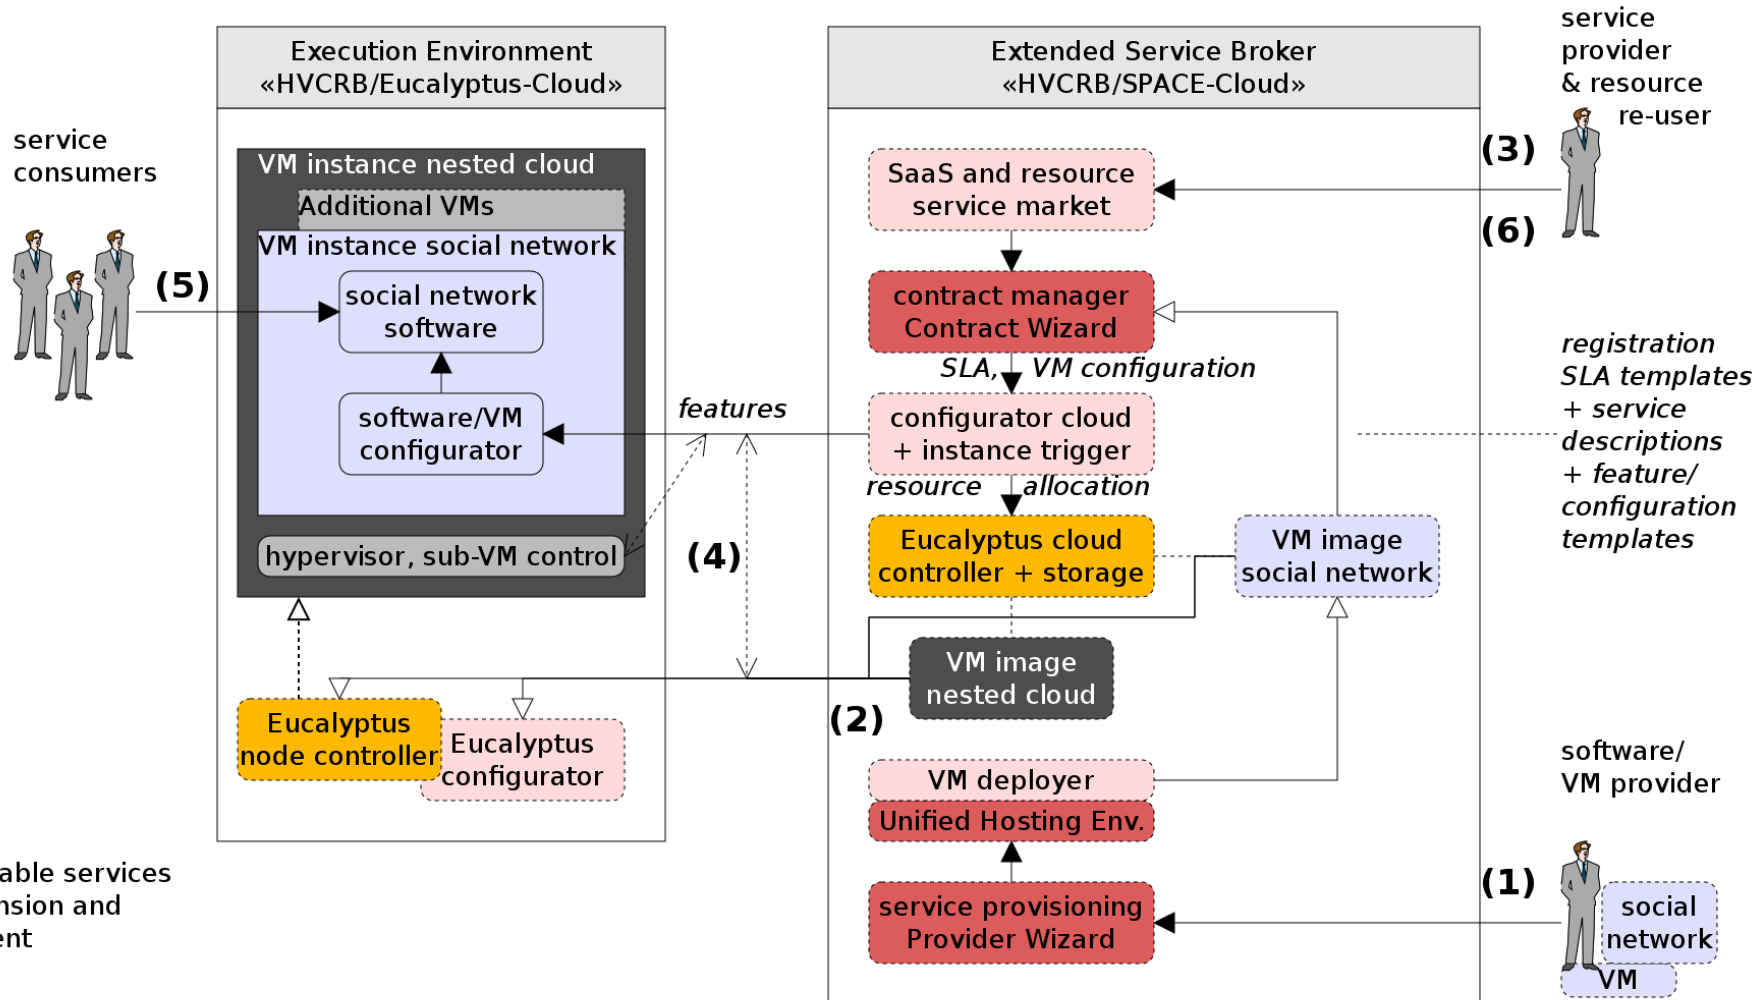 Execution Environment
«HVCRB/Eucalyptus-Cloud»
service
consumers
VM instance nested cloud
Additional VMs
VM instance social network
(5)
social network
software
software/VM
configurator
features
hypervisor, sub-VM control
(4)
Eucalyptus
node controller
Eucalyptus
configurator
Extended Service Broker
«HVCRB/SPACE-Cloud»
service
provider
& resource
re-user
(3)
(6)
SaaS and resource
service market
contract manager
Contract Wizard
SLA, VM configuration
configurator cloud
+ instance trigger
resource allocation
Eucalyptus cloud
controller + storage
VM image
social network
registration
SLA templates
+ service
descriptions
+ feature/
configuration
templates
VM image
nested cloud
(2)
VM deployer
Unified Hosting Env.
service provisioning
Provider Wizard
software/
VM provider
(1)
social
network
VM
able services
nsion and
ent